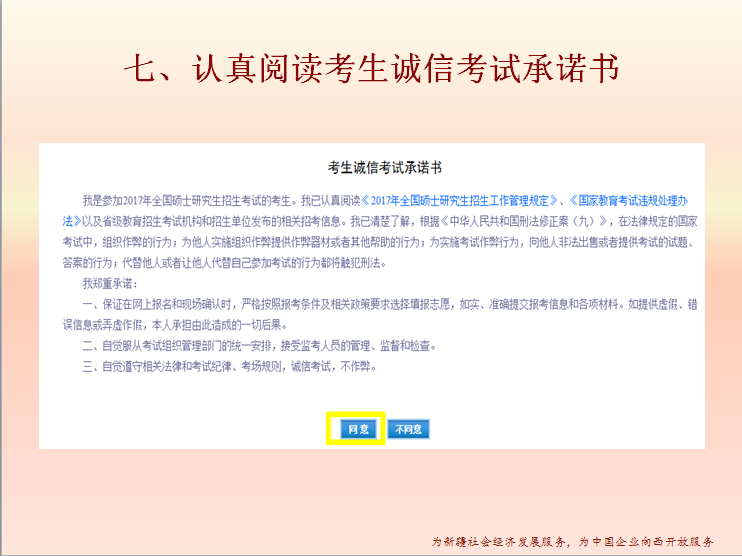 七、认真阅读考生诚信考试承诺书
考生诚信考试承诺书
我是参加2017年全国硕士研究生招生考试的考生。我已认真阅读《2017年全国硕士研究生招生工作管理规定》、《国家教育考试违规处理办
法》以及省级教育招生考试机构和招生单位发布的相关招考信息。我已清楚了解，根据《中华人民共和国刑法修正案（九）》，在法律规定的国家
考试中，组织作弊的行为；为他人实施组织作弊提供作弊器材或者其他帮助的行为；为实施考试作弊行为，向他人非法出售或者提供考试的试题、
答案的行为；代替他人或者让他人代替自己参加考试的行为都将触犯刑法。
我郑重承诺：
一、保证在网上报名和现场确认时，严格按照报考条件及相关政策要求选择填报志愿，如实、准确提交报考信息和各项材料。如提供虚假、错
误信息或弄虚作假，本人承担由此造成的一切后果。
二、自觉服从考试组织管理部门的统一安排，接受监考人员的管理、监督和检查。
三、自觉遵守相关法律和考试纪律、考场规则，诚信考试，不作弊。
同意 不同意
为新疆社会经济发展服务，为中国企业向西开放服务